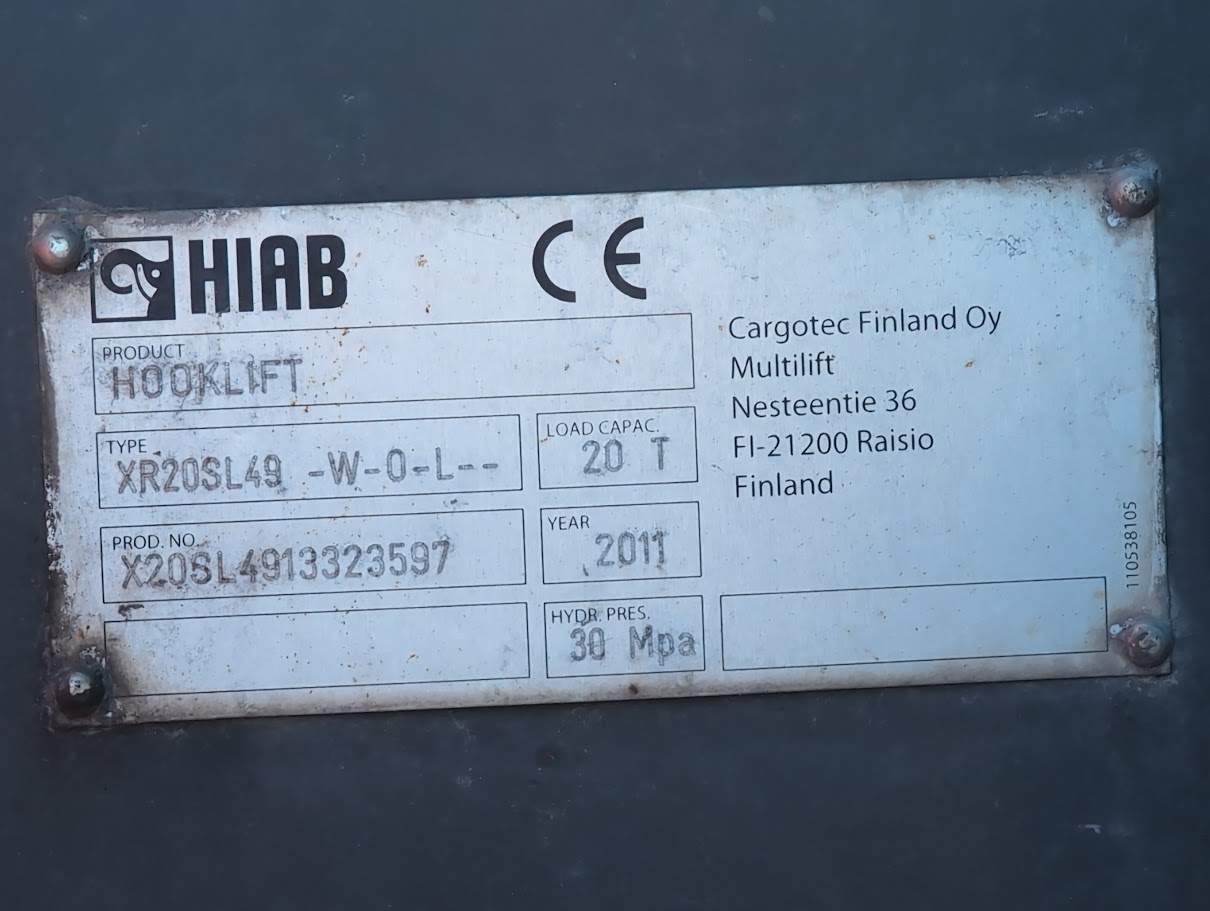 HIAB
CE
PRODUCT
HOOKLIFT
TYPE
XR20SL49 -W-0-L--
LOAD CAPAC.
20 T
PROD. NO.
X20SL4913323597
YEAR
2011
HYDR. PRES.
30 Mpa
Cargotec Finland Oy
Multilift
Nesteentie 36
FI-21200 Raisio
Finland
110538105